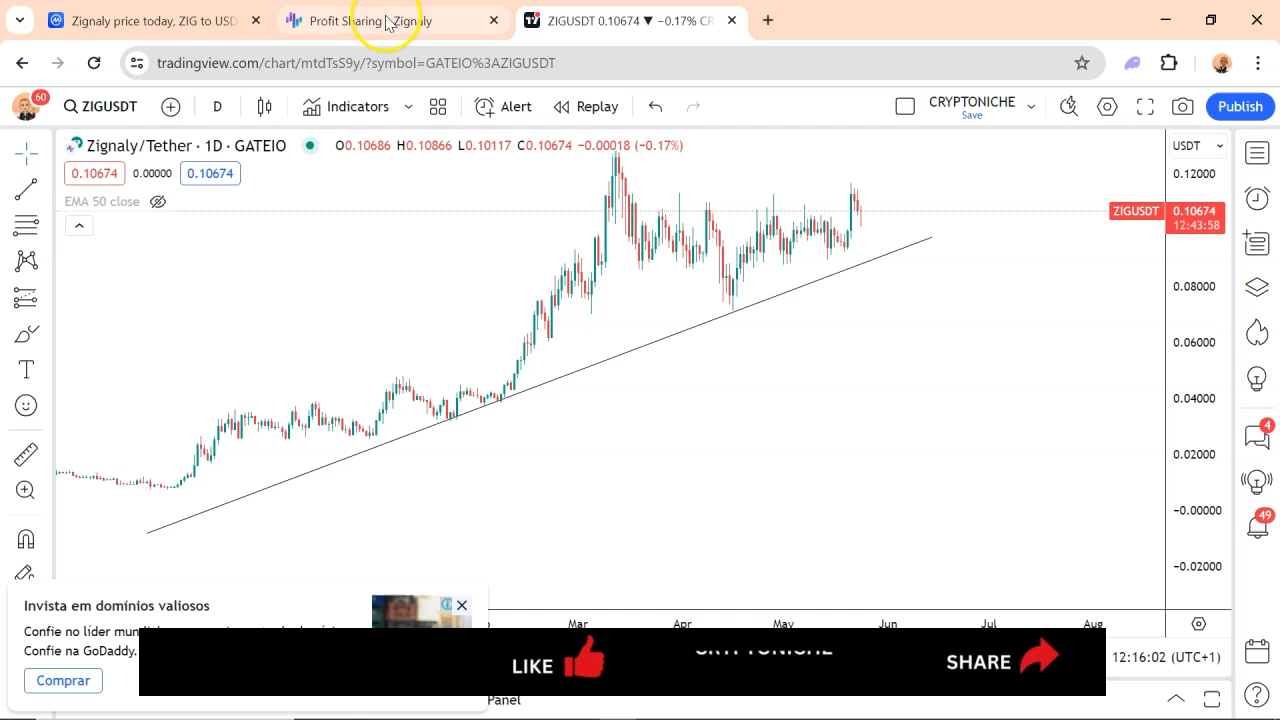 Zignaly price today, ZIG to USD
Profit Sharing Zignaly
ZIGUSDT 0.10674 ▼ −0.17% CR
tradingview.com/chart/mtdTsS9y/?symbol=GATEIO%3AZIGUSDT
60
ZIGUSDT
D
Indicators
Alert
Replay
CRYPTONICHE
Save
Publish
Zignaly/Tether · 1D · GATEIO
O0.10686 H0.10866 L0.10117 C0.10674 −0.00018 (−0.17%)
USDT
0.10674
0.00000
0.10674
EMA 50 close
0.12000
ZIGUSDT
0.10674
12:43:58
0.08000
0.06000
0.04000
0.02000
−0.00000
−0.02000
4
49
Mar
Apr
May
Jun
Jul
Aug
Invista em domínios valiosos
Confie no líder
Confie na GoDaddy.
Comprar
LIKE
CRYPTONICHE
SHARE
12:16:02 (UTC+1)
Panel